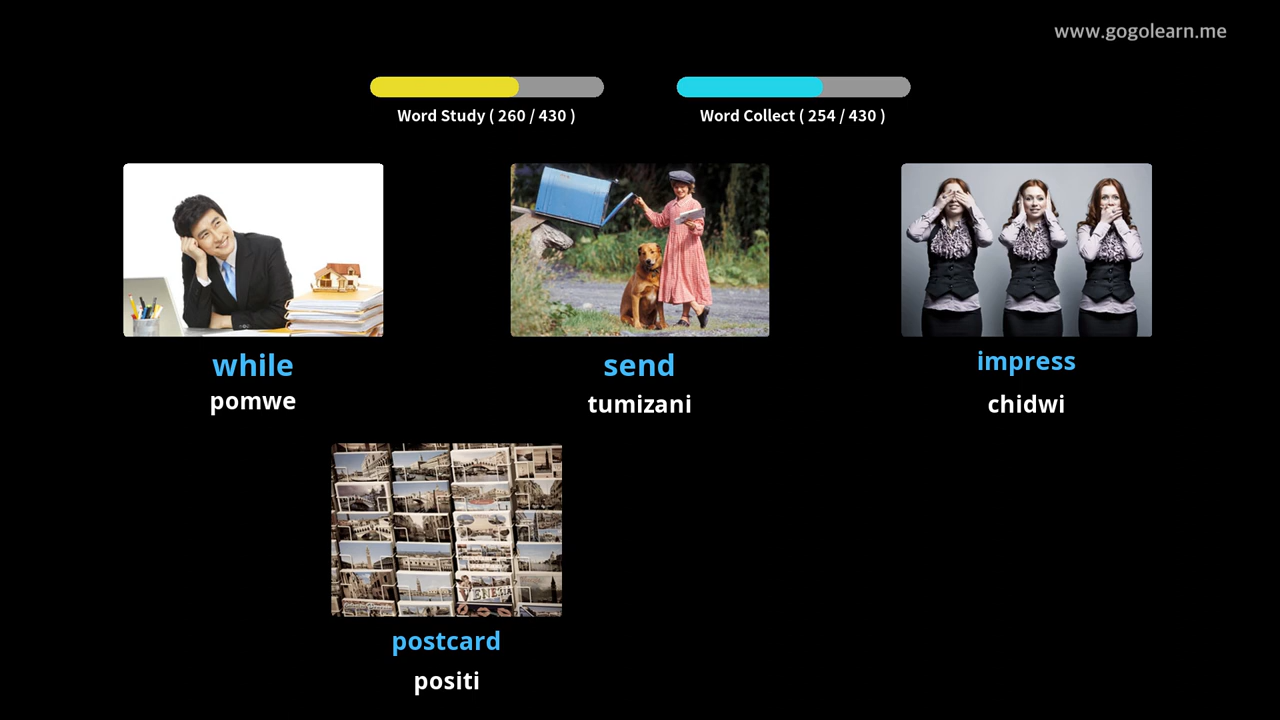 www.gogolearn.me
Word Study ( 260 / 430 )
Word Collect ( 254 / 430 )
while
pomwe
send
tumizani
impress
chidwi
VENEZIA
postcard
positi